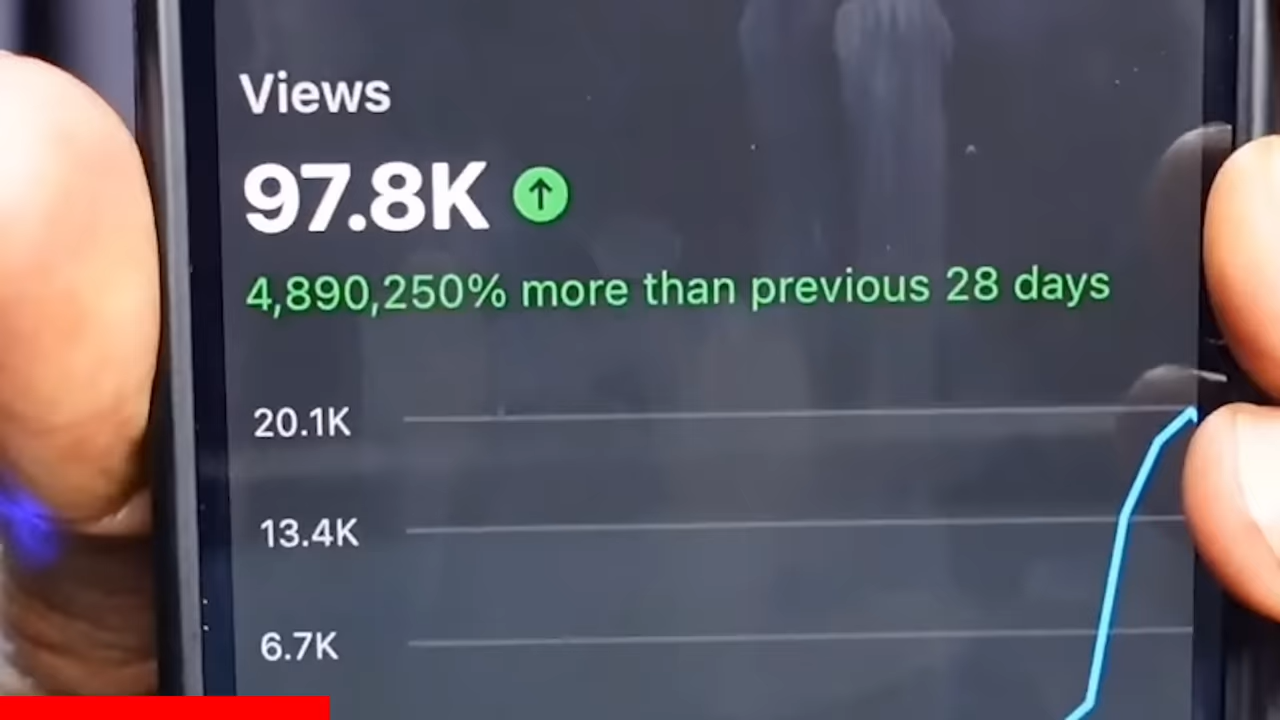 Views
97.8K
4,890,250% more than previous 28 days
20.1K
13.4K
6.7K